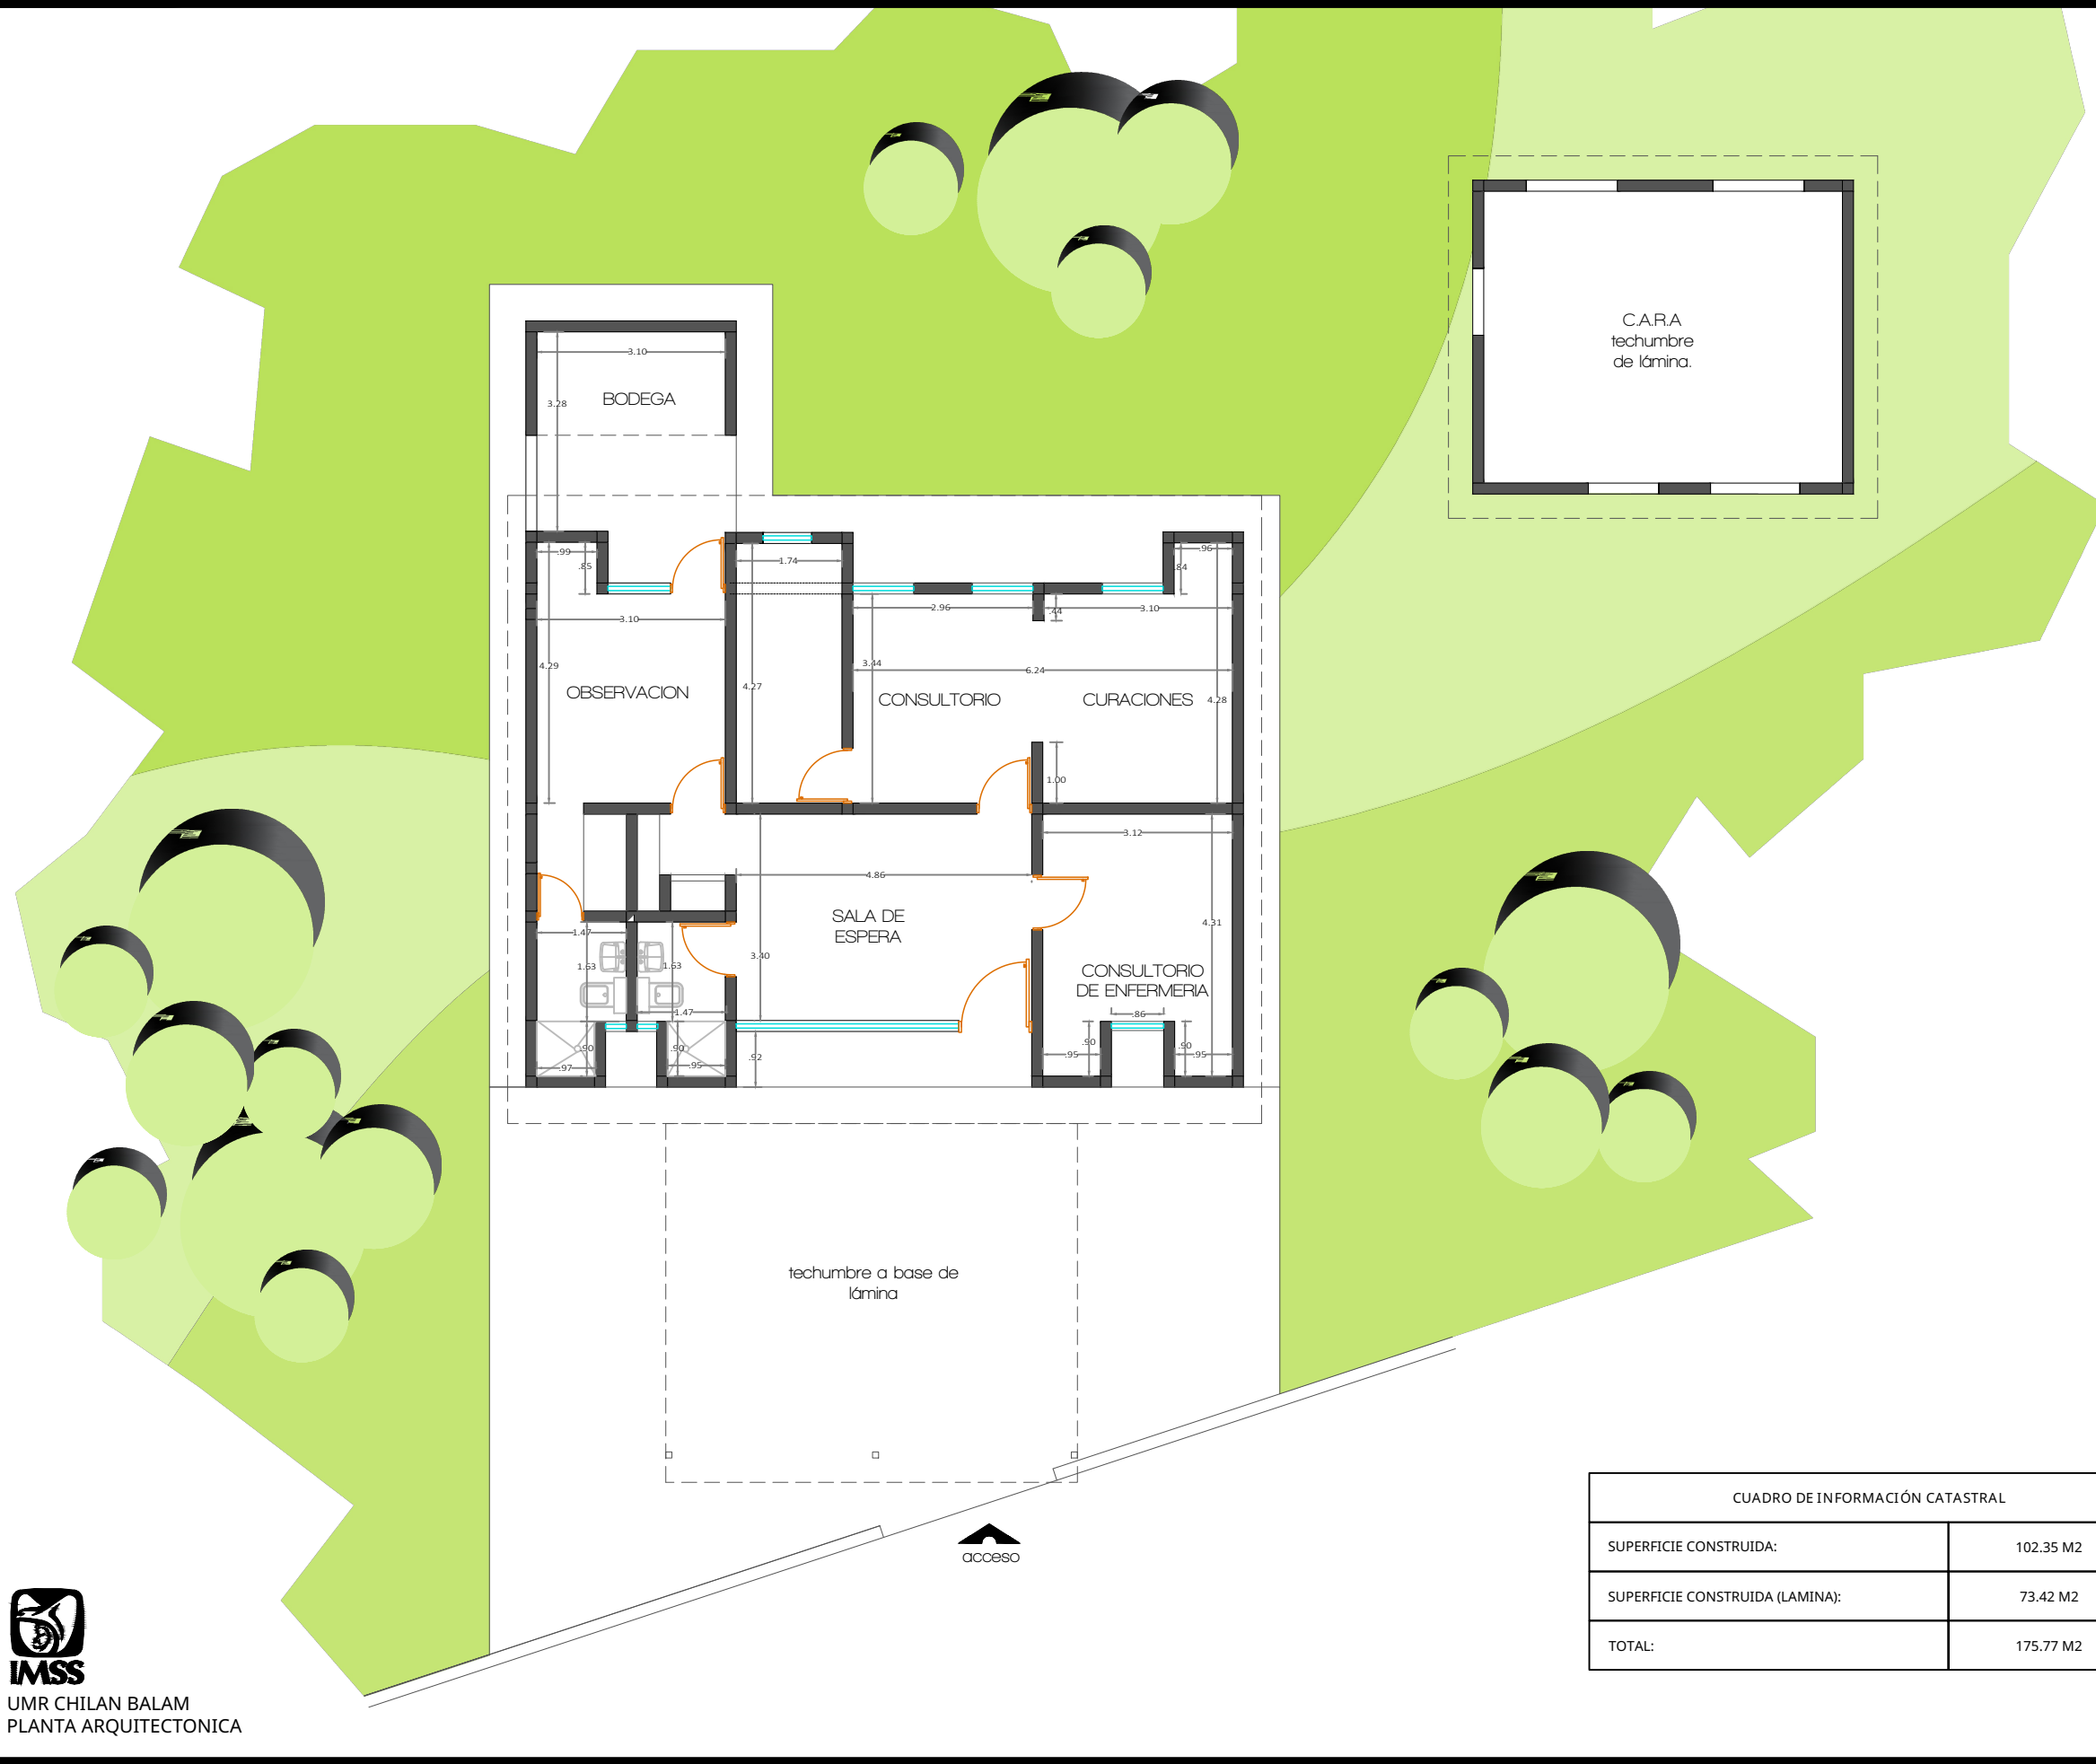 3.10
3.28
BODEGA
.99
.85
1.74
.96
.84
2.96
.44
3.10
3.10
4.29
3.44
6.24
4.27
OBSERVACION
CONSULTORIO
CURACIONES
4.28
1.00
3.12
4.86
SALA DE
ESPERA
4.31
1.47
1.63
1.63
3.40
CONSULTORIO
DE ENFERMERIA
1.47
.86
.90
.90
.92
.90
.90
.97
.95
.95
.95
C.A.R.A
techumbre
de lámina.
techumbre a base de
lámina
acceso
CUADRO DE INFORMACIÓN CATASTRAL
SUPERFICIE CONSTRUIDA: 102.35 M2
SUPERFICIE CONSTRUIDA (LAMINA): 73.42 M2
TOTAL: 175.77 M2
IMSS
UMR CHILAN BALAM
PLANTA ARQUITECTONICA